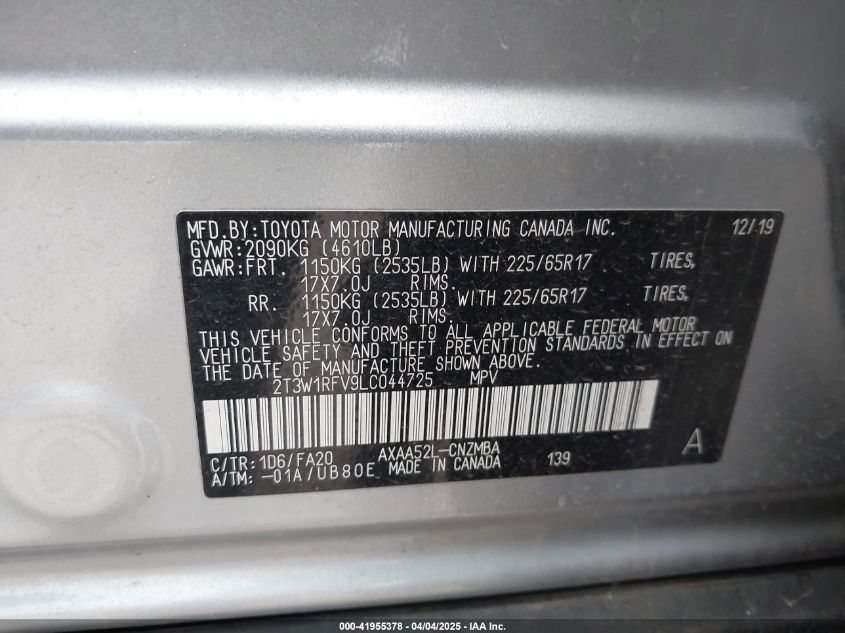 MFD.BY:TOYOTA MOTOR MANUFACTURING CANADA INC. 12/19
GVWR:2090KG (4610LB)
GAWR:FRT. 1150KG (2535LB) WITH 225/65R17 TIRES,
17X7.0J RIMS.
RR. 1150KG (2535LB) WITH 225/65R17 TIRES,
17X7.0J RIMS.
THIS VEHICLE CONFORMS TO ALL APPLICABLE FEDERAL MOTOR
VEHICLE SAFETY AND THEFT PREVENTION STANDARDS IN EFFECT ON
THE DATE OF MANUFACTURE SHOWN ABOVE.
2T3W1RFV9LC044725 MPV
C/TR:1D6/FA20 AXAA52L-CNZMBA 139 A
A/TM:-01A/UB80E MADE IN CANADA
000-41955378 - 04/04/2025 - IAA Inc.